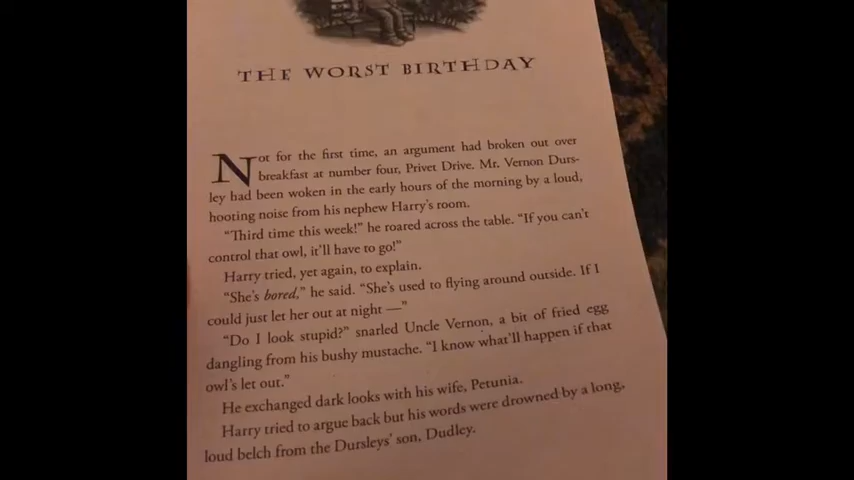 THE WORST BIRTHDAY
Not for the first time, an argument had broken out over
breakfast at number four, Privet Drive. Mr. Vernon Durs-
ley had been woken in the early hours of the morning by a loud,
hooting noise from his nephew Harry's room.
"Third time this week!" he roared across the table. "If you can't
control that owl, it'll have to go!"
Harry tried, yet again, to explain.
"She's bored," he said. "She's used to flying around outside. If I
could just let her out at night —"
"Do I look stupid?" snarled Uncle Vernon, a bit of fried egg
dangling from his bushy mustache. "I know what'll happen if that
owl's let out."
He exchanged dark looks with his wife, Petunia.
Harry tried to argue back but his words were drowned by a long,
loud belch from the Dursleys' son, Dudley.